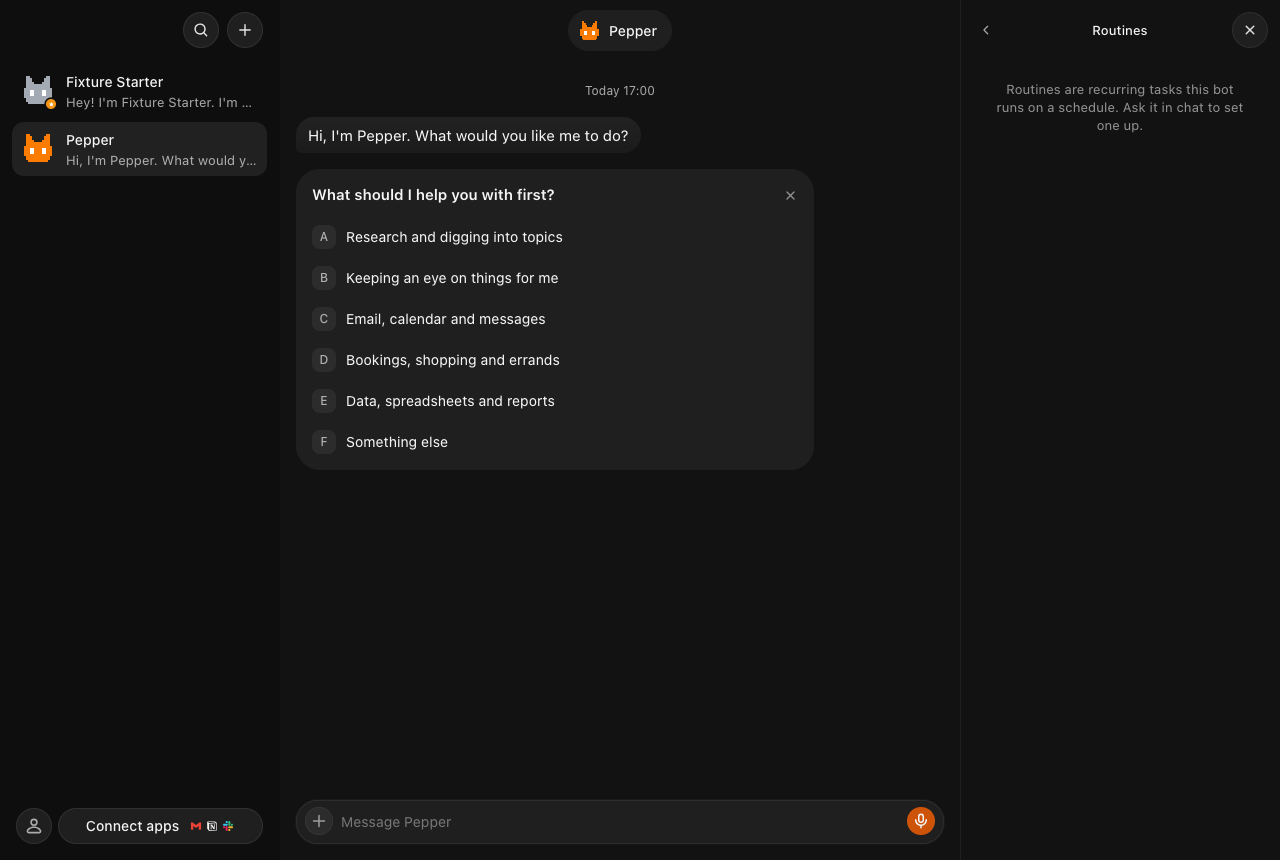 Fixture Starter
Hey! I'm Fixture Starter. I'm ...
Pepper
Hi, I'm Pepper. What would y...
Connect apps
Pepper
Today 17:00
Hi, I'm Pepper. What would you like me to do?
What should I help you with first?
A Research and digging into topics
B Keeping an eye on things for me
C Email, calendar and messages
D Bookings, shopping and errands
E Data, spreadsheets and reports
F Something else
Message Pepper
Routines
Routines are recurring tasks this bot
runs on a schedule. Ask it in chat to set
one up.